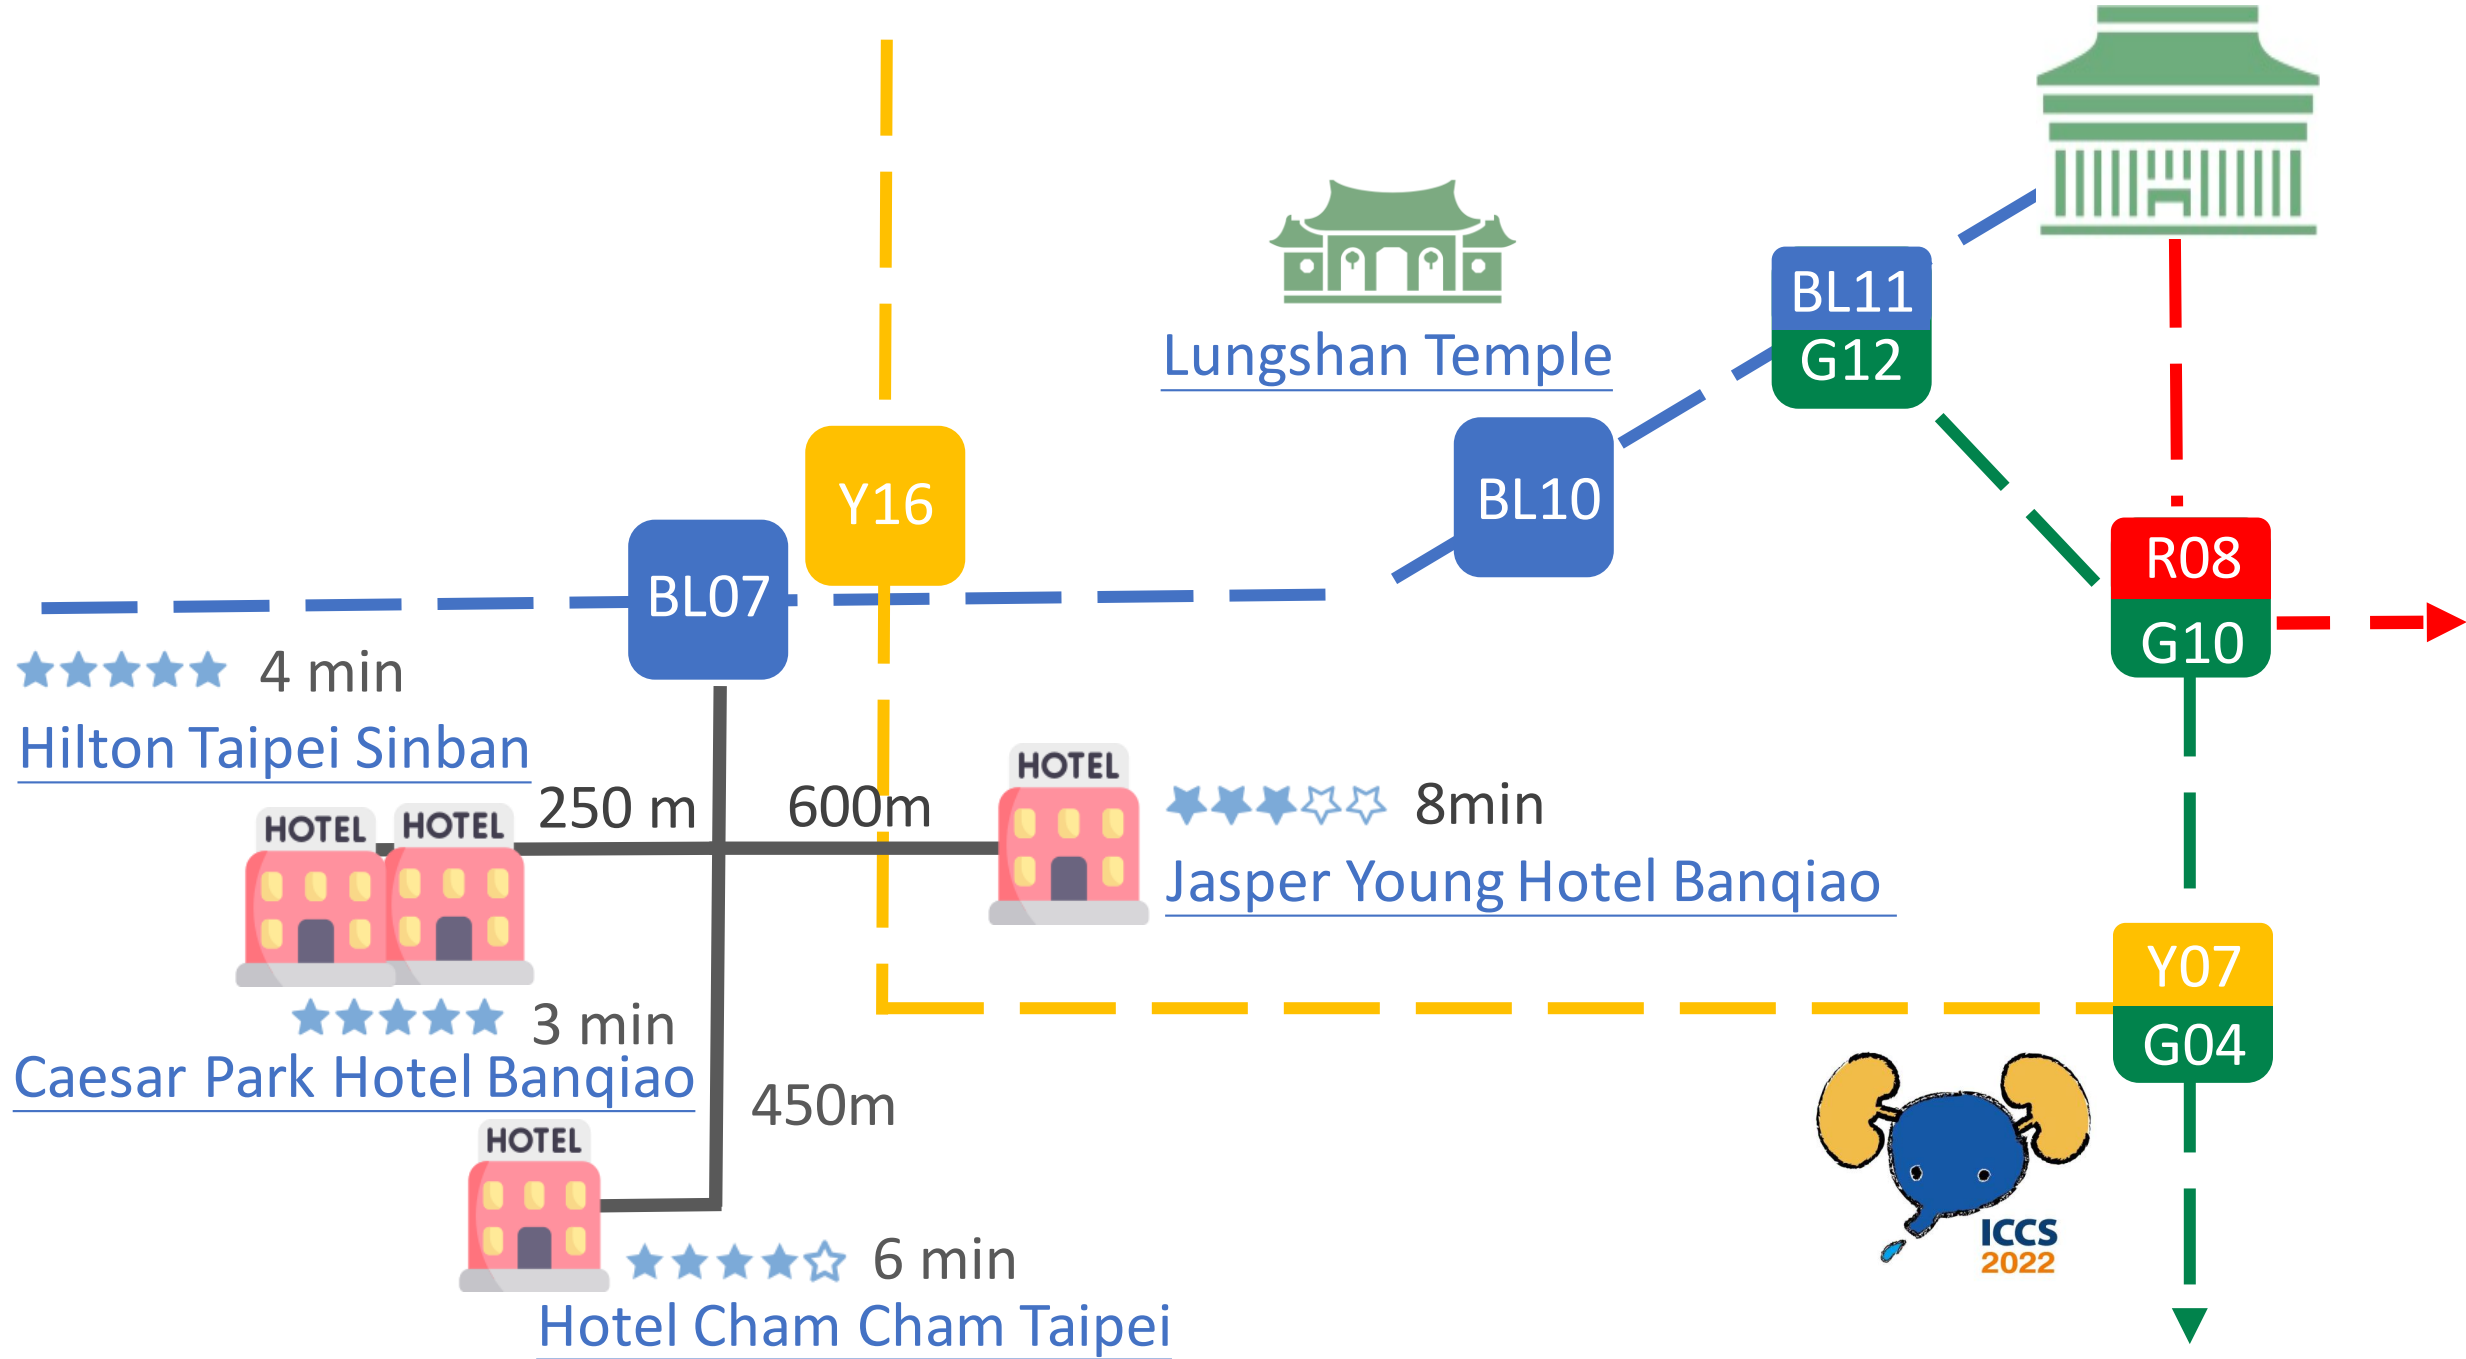 BL11
G12
Lungshan Temple
Y16
BL10
BL07
R08
G10
4 min
Hilton Taipei Sinban
HOTEL
HOTEL
250 m
600m
HOTEL
8min
Jasper Young Hotel Banqiao
3 min
Caesar Park Hotel Banqiao
Y07
G04
450m
HOTEL
6 min
Hotel Cham Cham Taipei
ICCS
2022